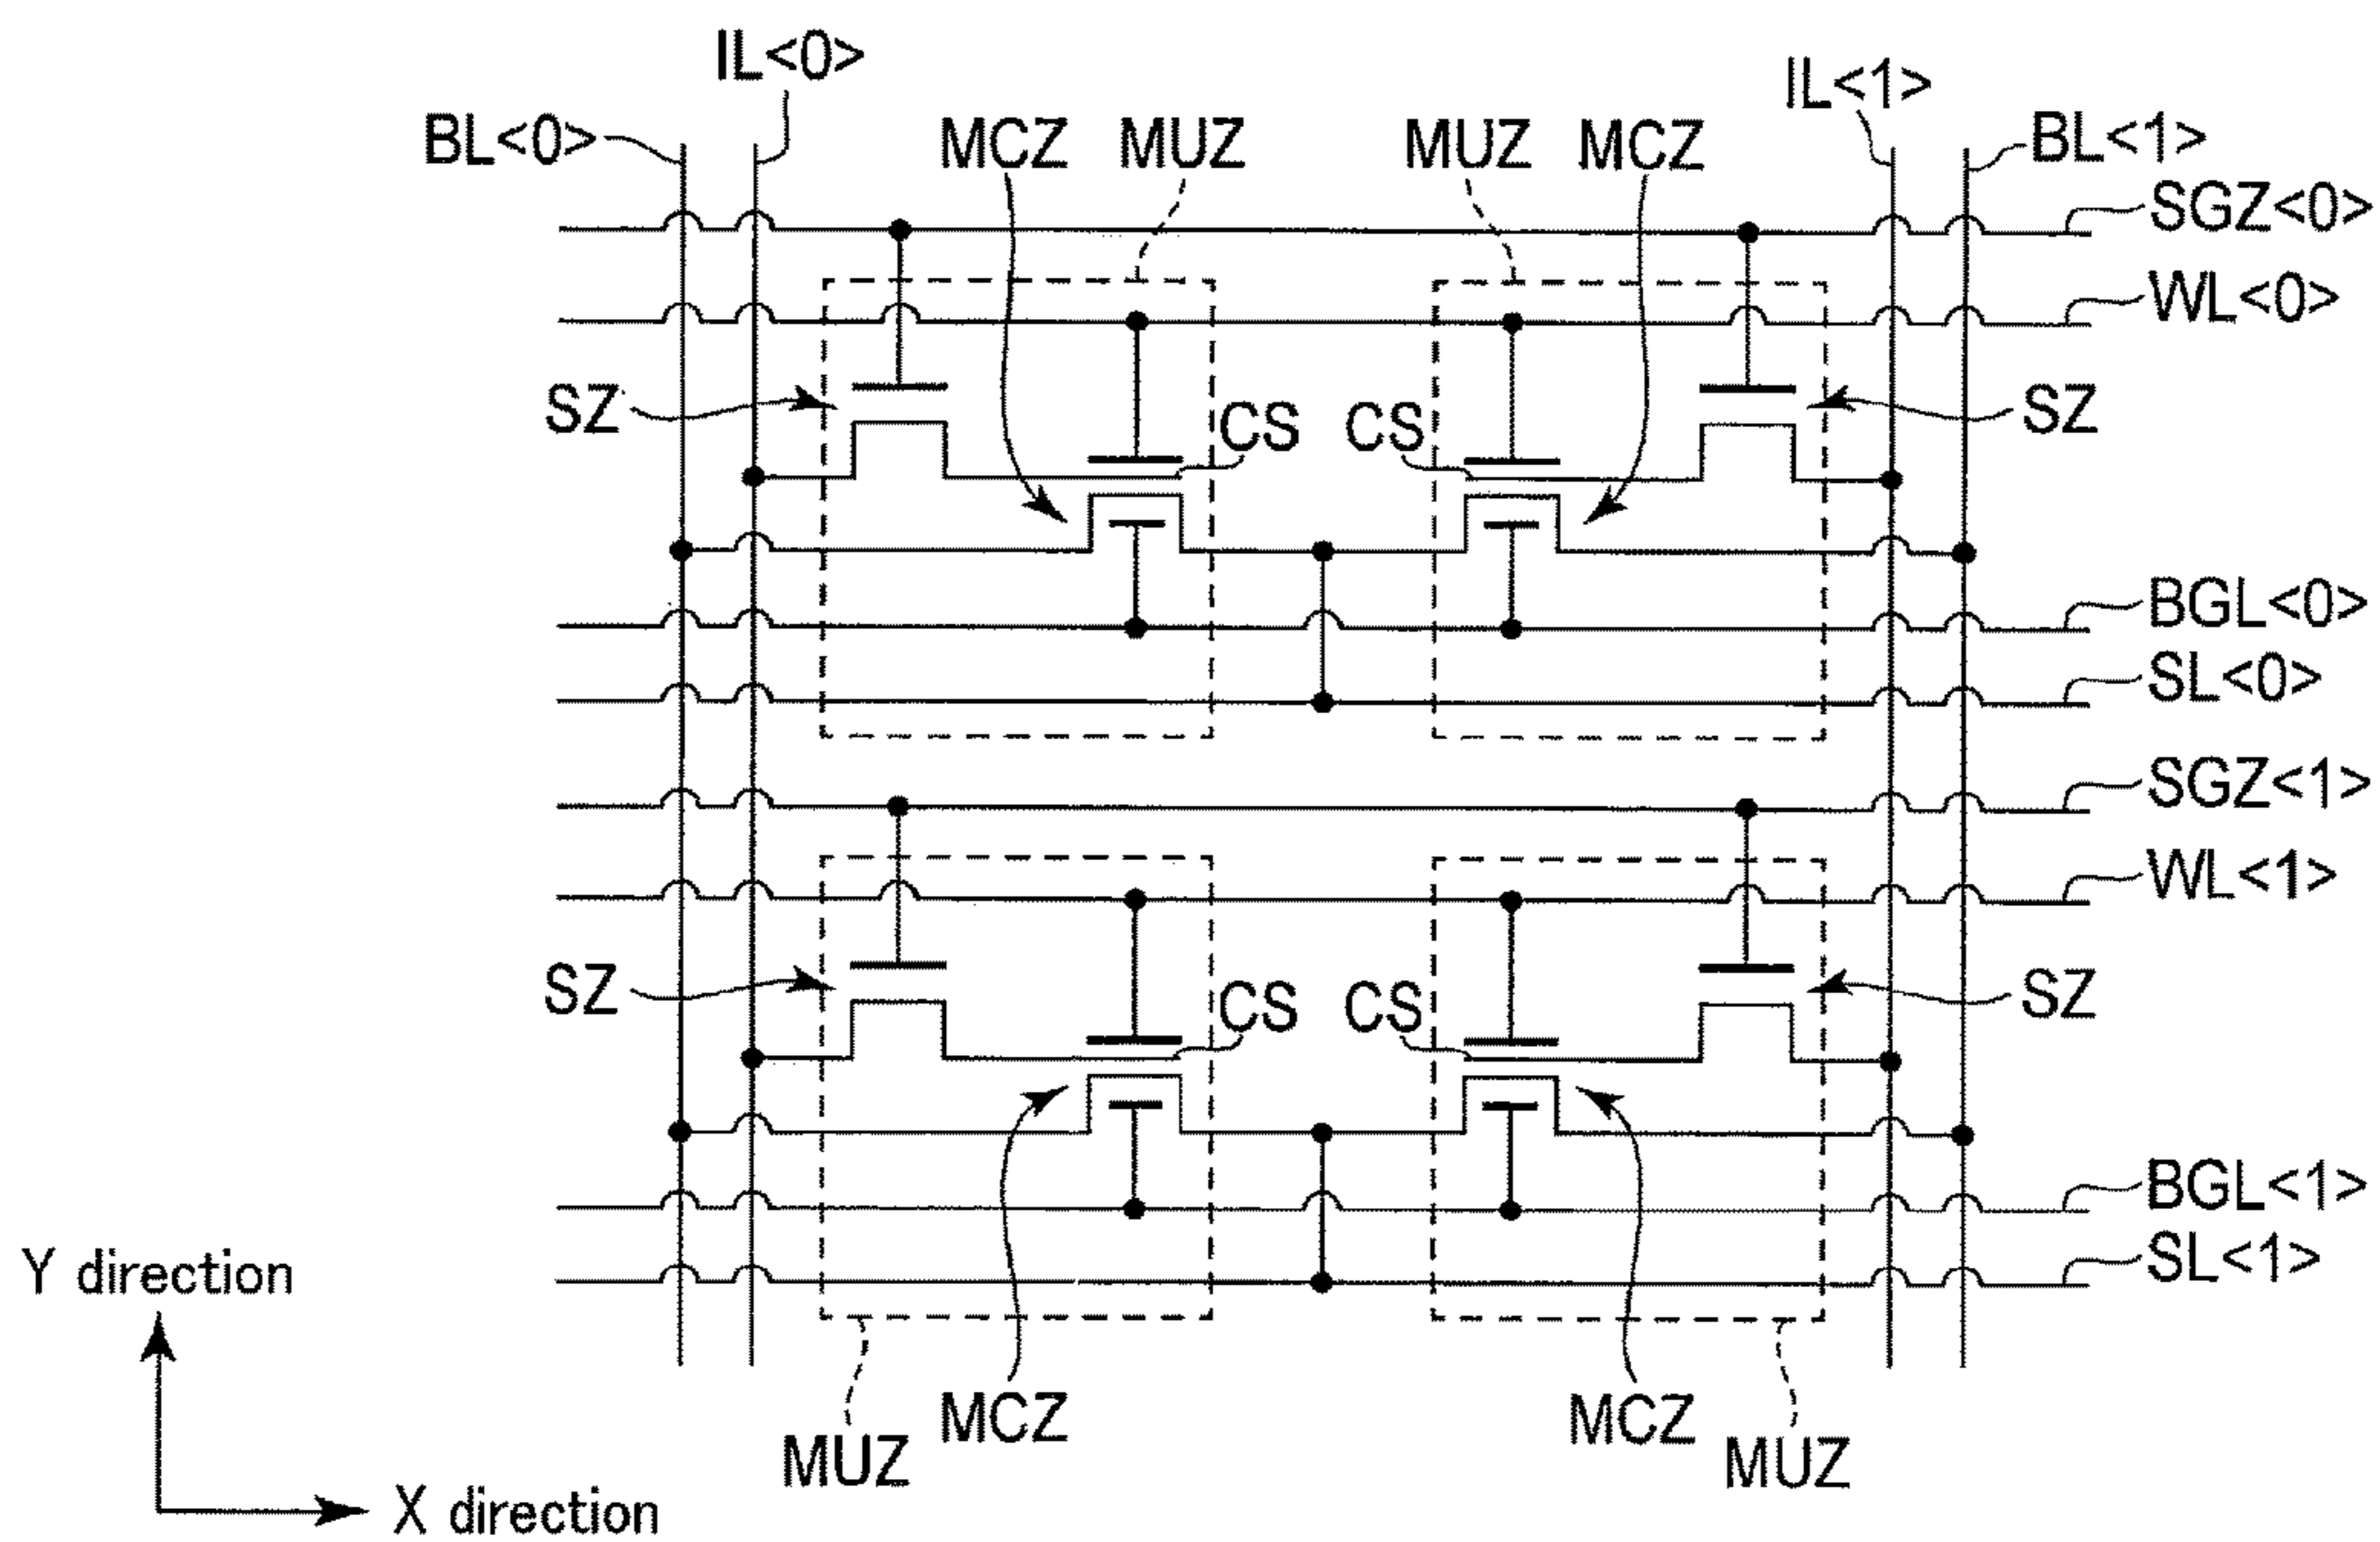 IL<0>
IL<1>
BL<0>
MCZ
MUZ
MUZ
MCZ
BL<1>
SGZ<0>
WL<0>
SZ
CS
CS
SZ
BGL<0>
SL<0>
SGZ<1>
WL<1>
SZ
CS
CS
SZ
BGL<1>
SL<1>
Y direction
MCZ
MCZ
MUZ
MUZ
X direction